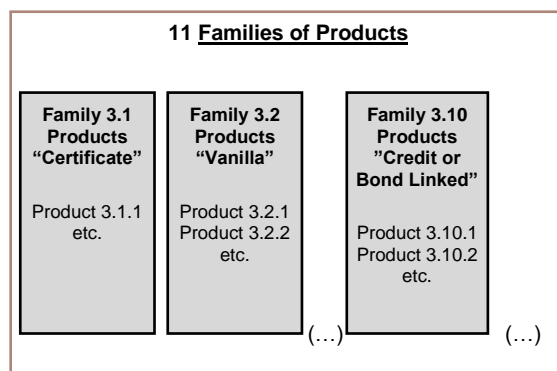 11 Families of Products
Family 3.1
Products
“Certificate”
Product 3.1.1
etc.
Family 3.2
Products
“Vanilla”
Product 3.2.1
Product 3.2.2
etc.
(…)
Family 3.10
Products
”Credit or
Bond Linked”
Product 3.10.1
Product 3.10.2
etc.
(…)